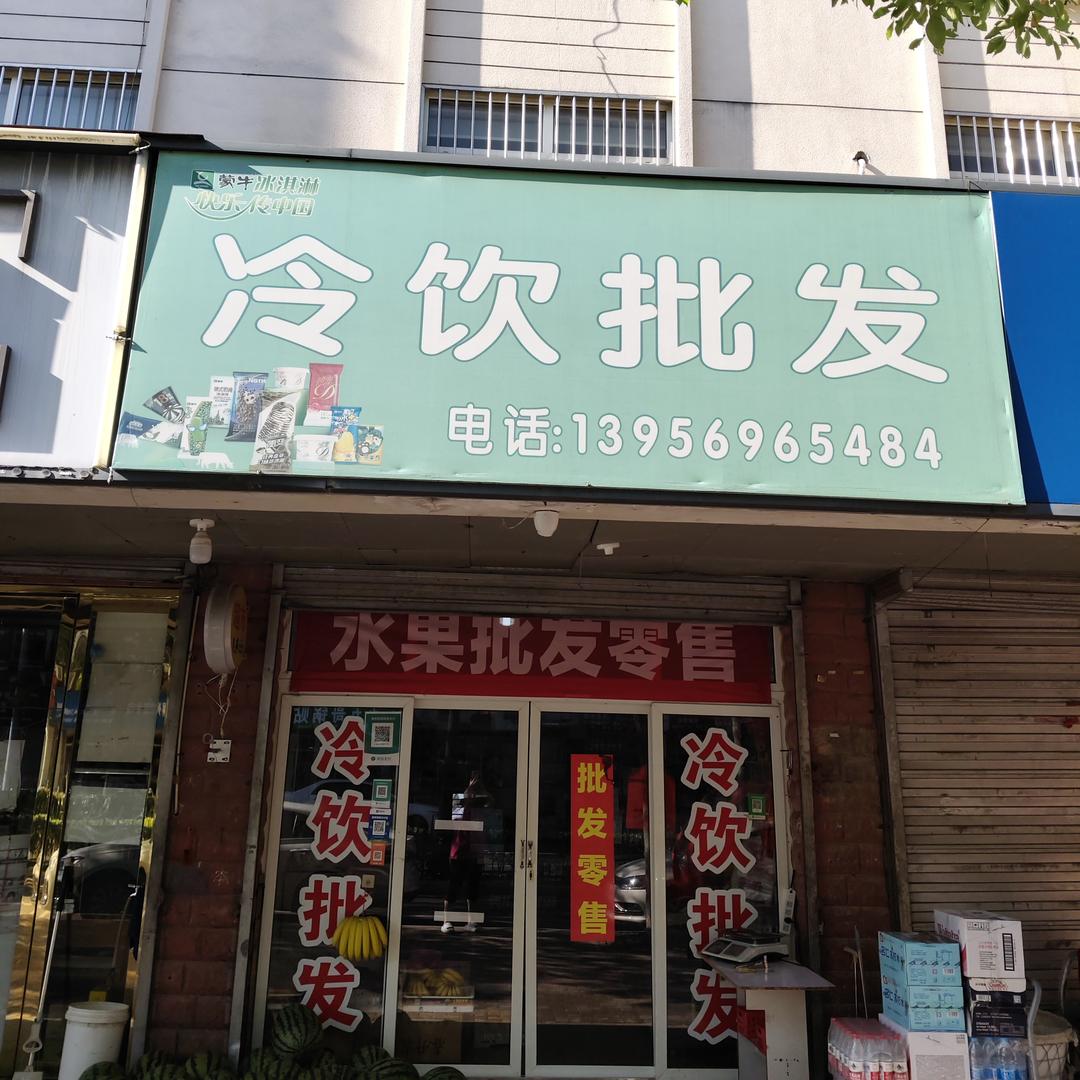 蒙牛冰淇淋
快乐一传中国
冷饮批发
电话:13956965484
水果批发零售
冷饮批发
批发零售
冷饮批发